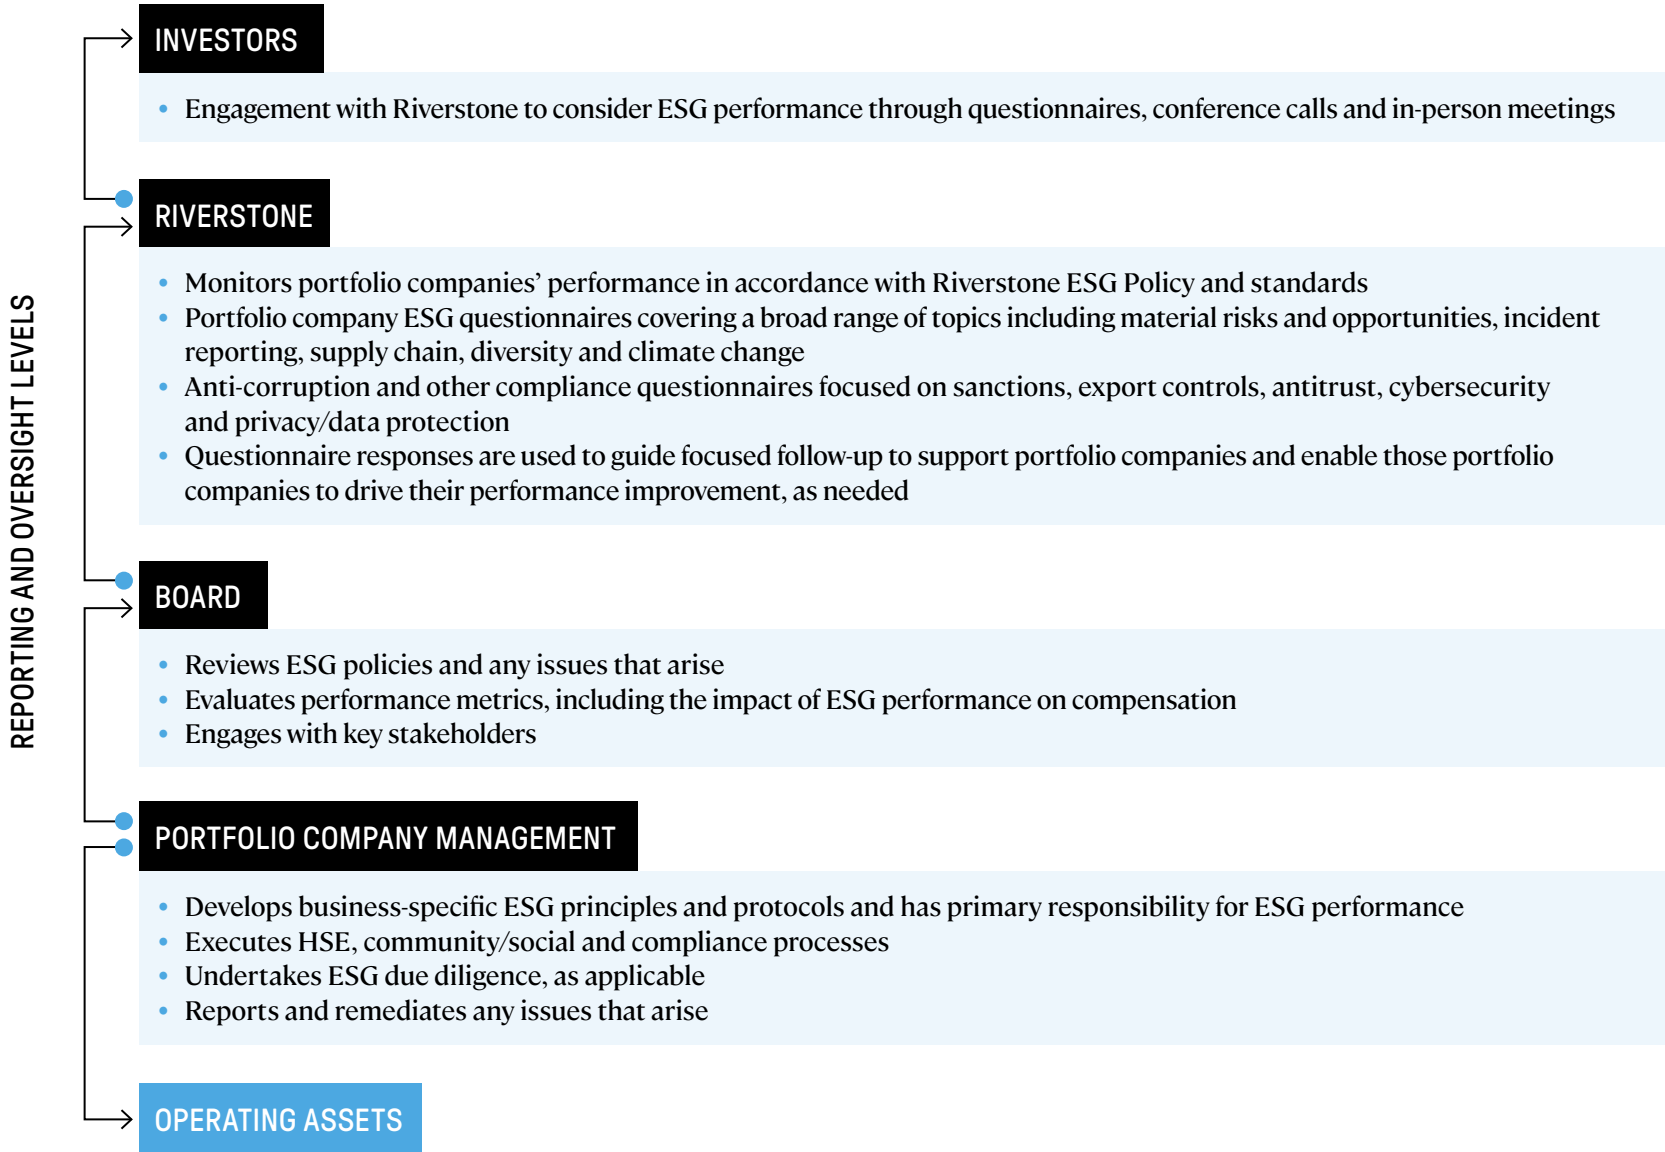 REPORTING AND OVERSIGHT LEVELS
INVESTORS
• Engagement with Riverstone to consider ESG performance through questionnaires, conference calls and in-person meetings
RIVERSTONE
• Monitors portfolio companies’ performance in accordance with Riverstone ESG Policy and standards
• Portfolio company ESG questionnaires covering a broad range of topics including material risks and opportunities, incident
reporting, supply chain, diversity and climate change
• Anti-corruption and other compliance questionnaires focused on sanctions, export controls, antitrust, cybersecurity
and privacy/data protection
• Questionnaire responses are used to guide focused follow-up to support portfolio companies and enable those portfolio
companies to drive their performance improvement, as needed
BOARD
• Reviews ESG policies and any issues that arise
• Evaluates performance metrics, including the impact of ESG performance on compensation
• Engages with key stakeholders
PORTFOLIO COMPANY MANAGEMENT
• Develops business-specific ESG principles and protocols and has primary responsibility for ESG performance
• Executes HSE, community/social and compliance processes
• Undertakes ESG due diligence, as applicable
• Reports and remediates any issues that arise
OPERATING ASSETS